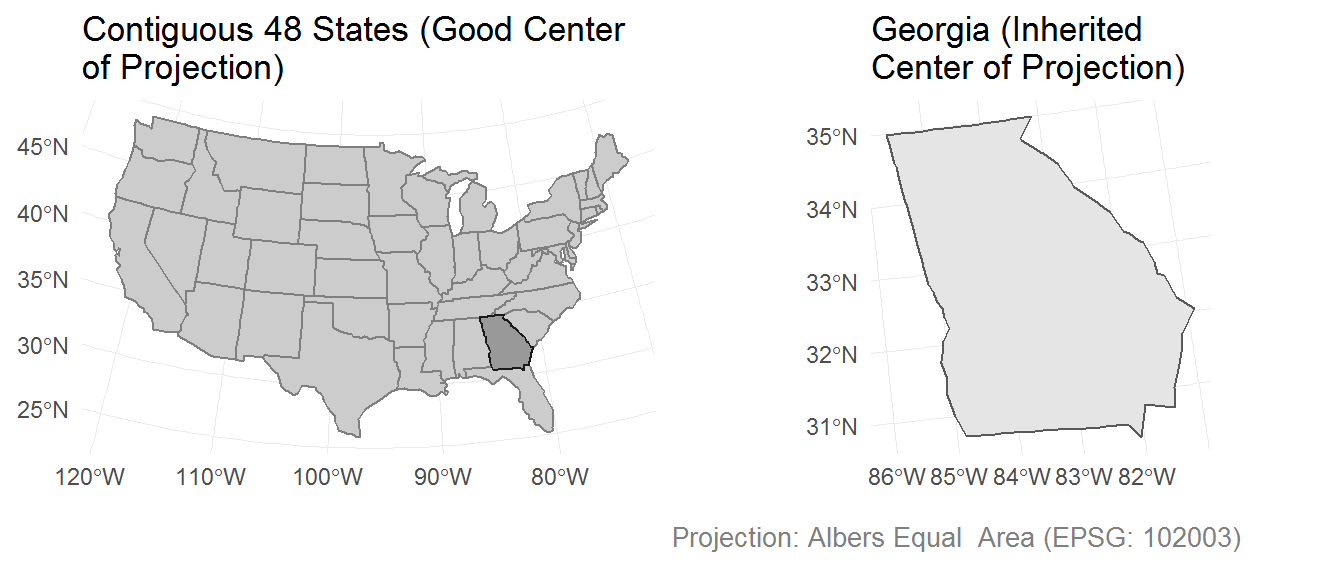 Contiguous 48 States (Good Center
of Projection)
45°N
40°N
35°N
30°N
25°N
120°W 110°W 100°W 90°W 80°W
Georgia (Inherited
Center of Projection)
35°N
34°N
33°N
32°N
31°N
86°W 85°W 84°W 83°W 82°W
Projection: Albers Equal  Area (EPSG: 102003)